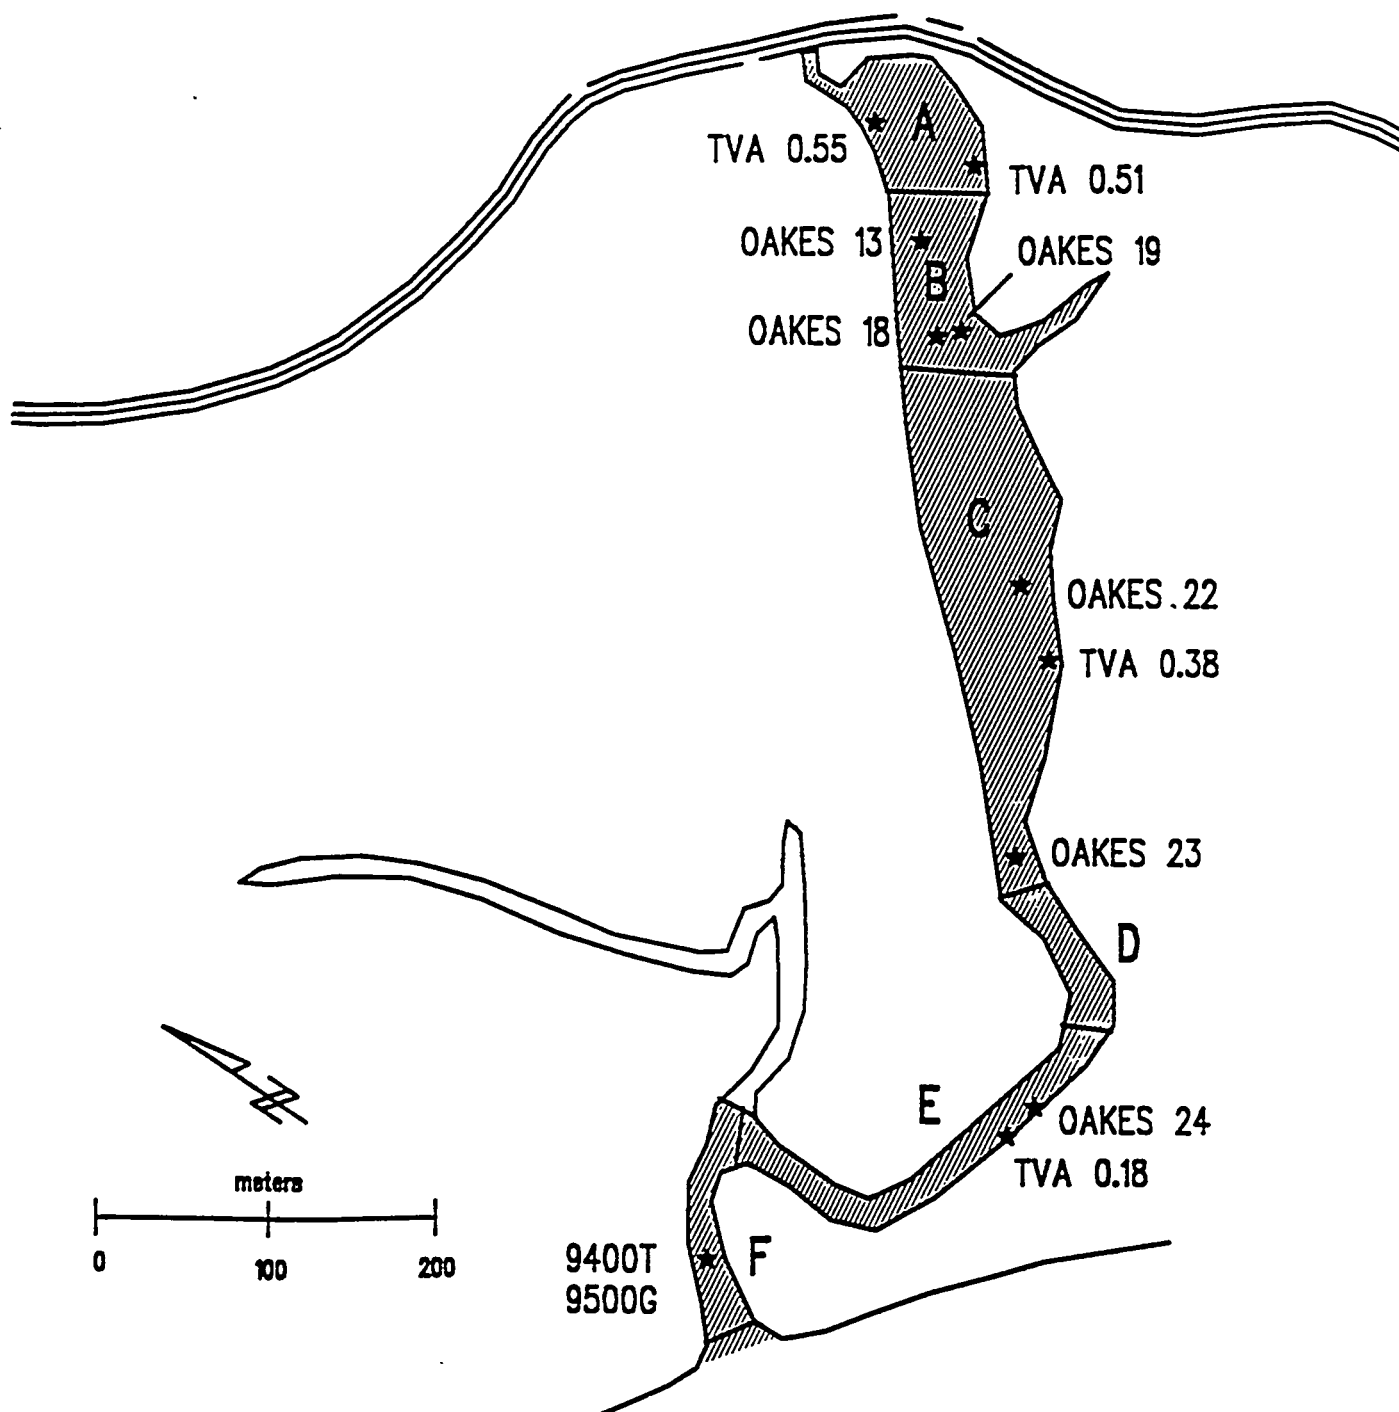 A
TVA 0.55
TVA 0.51
OAKES 13
OAKES 19
B
OAKES 18
C
OAKES.22
TVA 0.38
OAKES 23
D
E
OAKES 24
TVA 0.18
meters
0 100 200
9400T
9500G
F